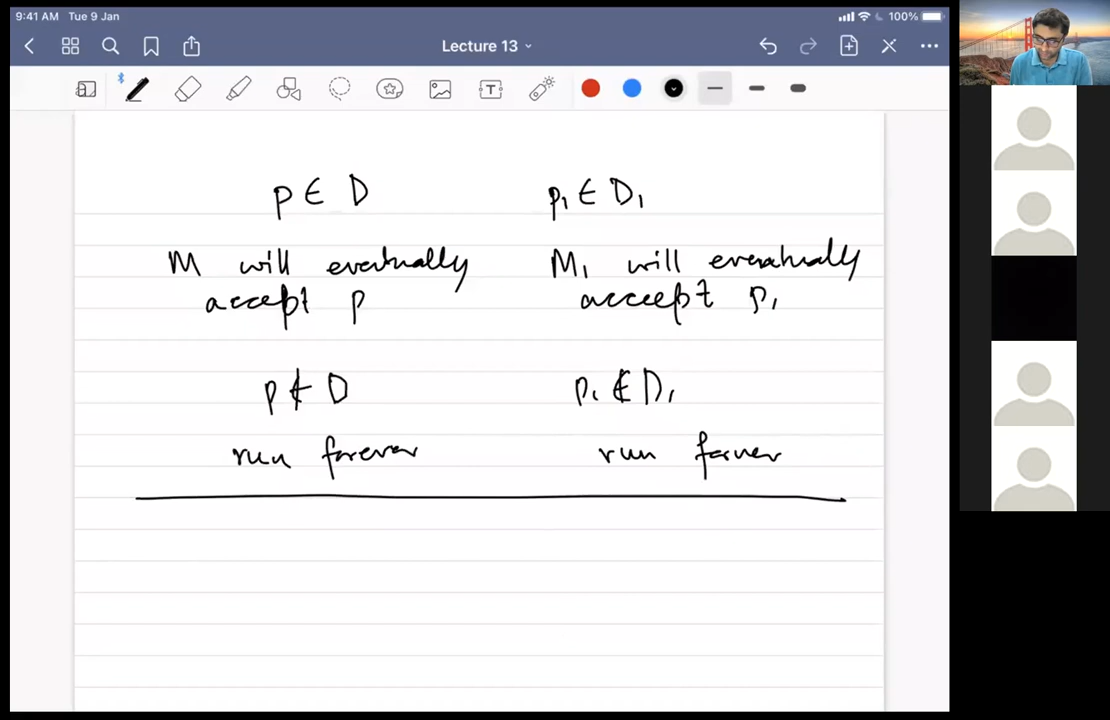 9:41 AM Tue 9 Jan
100%
Lecture 13
p ∈ D
p₁ ∈ D₁
M will eventually
accept p
M₁ will eventually
accept p₁
p ∉ D
p₁ ∉ D₁
run forever
run forever